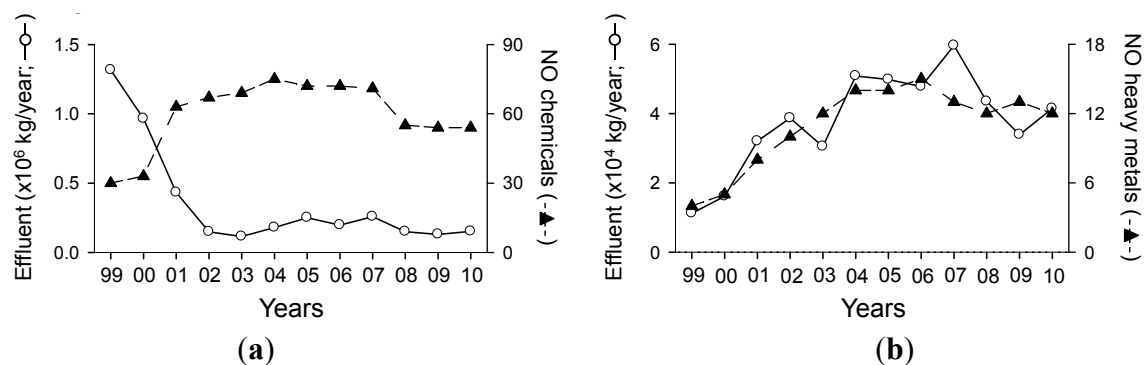 Effluent (x10⁶ kg/year; —○—)
1.5
1.0
0.5
0.0
90
60
30
0
NO chemicals (-▲-)
99 00 01 02 03 04 05 06 07 08 09 10
Years
(a)
Effluent (x10⁴ kg/year; —○—)
6
4
2
0
18
12
6
0
NO heavy metals (-▲-)
99 00 01 02 03 04 05 06 07 08 09 10
Years
(b)